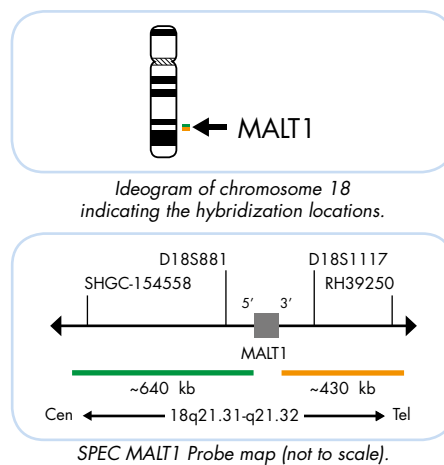 MALT1
Ideogram of chromosome 18
indicating the hybridization locations.
D18S881 D18S1117
SHGC-154558 RH39250
5’ 3’
MALT1
~640 kb ~430 kb
Cen 18q21.31-q21.32 Tel
SPEC MALT1 Probe map (not to scale).